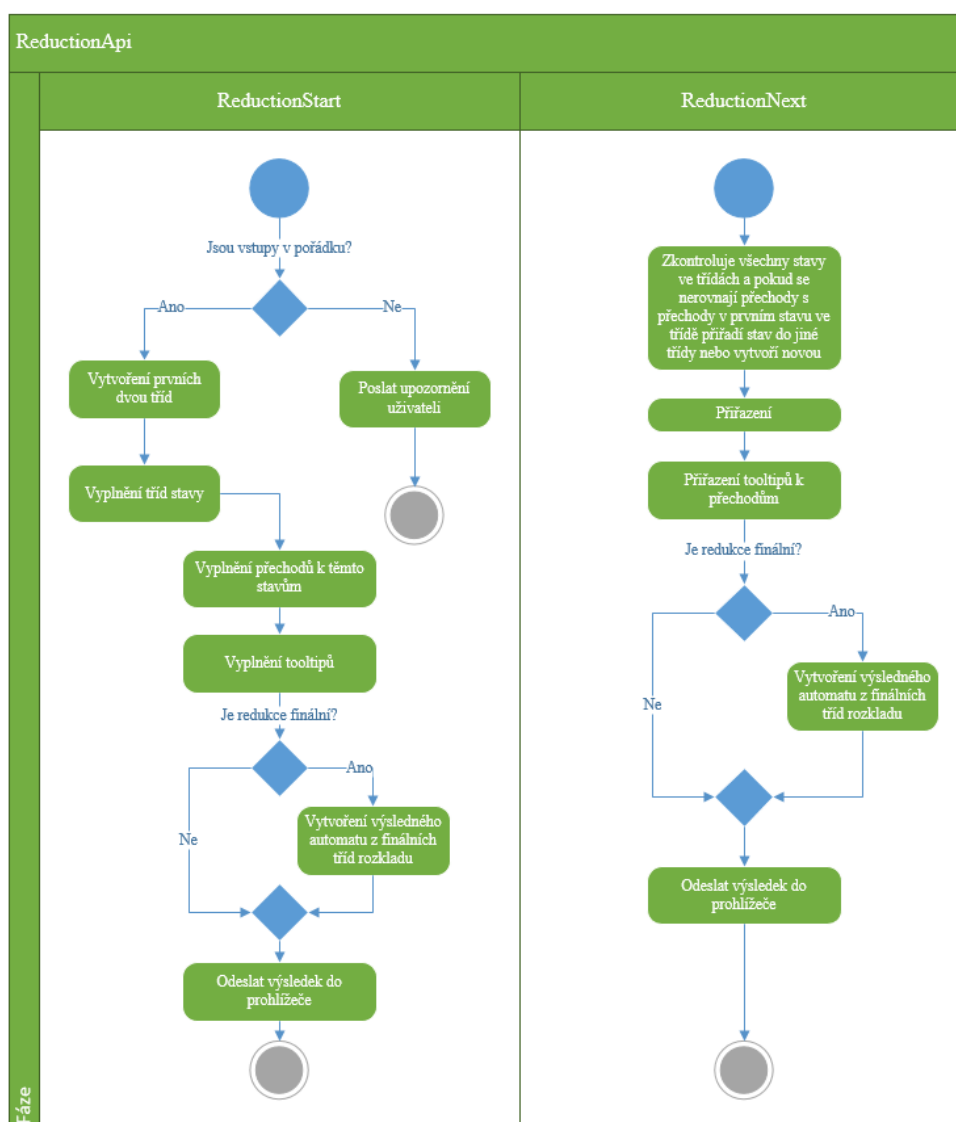 ReductionApi
ReductionStart
ReductionNext
Fáze
Jsou vstupy v pořádku?
Ano
Ne
Vytvoření prvních
dvou tříd
Poslat upozornění
uživateli
Vyplnění tříd stavy
Vyplnění přechodů k těmto
stavům
Vyplnění tooltipů
Je redukce finální?
Ano
Ne
Vytvoření výsledného
automatu z finálních
tříd rozkladu
Odeslat výsledek do
prohlížeče
Zkontroluje všechny stavy
ve třídách a pokud se
nerovnají přechody s
přechody v prvním stavu ve
třídě přiřadí stav do jiné
třídy nebo vytvoří novou
Přiřazení
Přiřazení tooltipů k
přechodům
Je redukce finální?
Ano
Ne
Vytvoření výsledného
automatu z finálních
tříd rozkladu
Odeslat výsledek do
prohlížeče